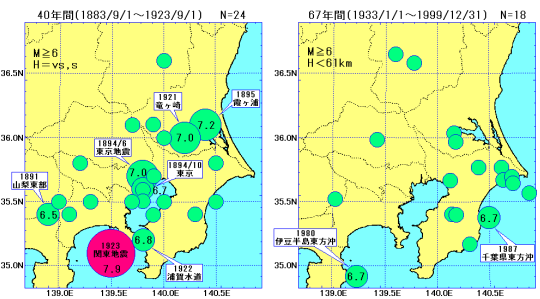 40年間(1883/9/1～1923/9/1) N=24
M≧6
H=vs,s
1921
竜ヶ崎
1895
霞ヶ浦
7.2
7.0
1894/6
東京地震
1894/10
東京
7.0
6.7
1891
山梨東部
6.5
6.8
1923
関東地震
7.9
1922
浦賀水道
36.5N
36.0N
35.5N
35.0N
139.0E
139.5E
140.0E
140.5E
67年間(1933/1/1～1999/12/31) N=18
M≧6
H<61km
6.7
1980
伊豆半島東方沖
6.7
1987
千葉県東方沖
36.5N
36.0N
35.5N
35.0N
139.0E
139.5E
140.0E
140.5E